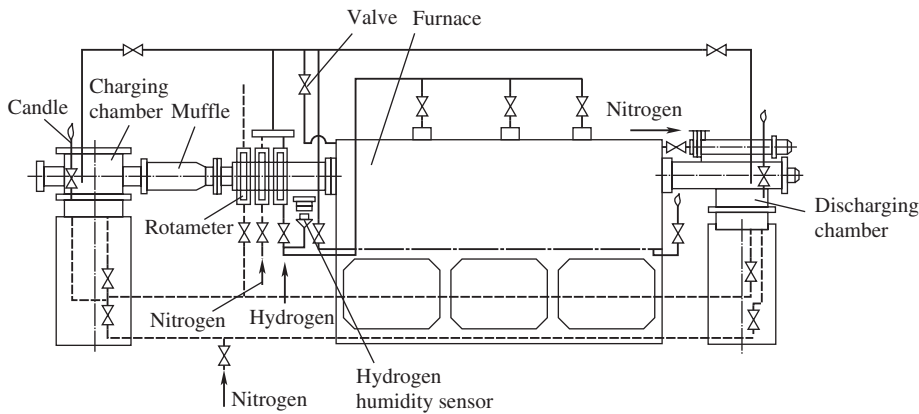 Valve
Furnace
Charging
chamber
Candle
Muffle
Nitrogen
Rotameter
Discharging
chamber
Nitrogen
Hydrogen
Hydrogen
humidity sensor
Nitrogen